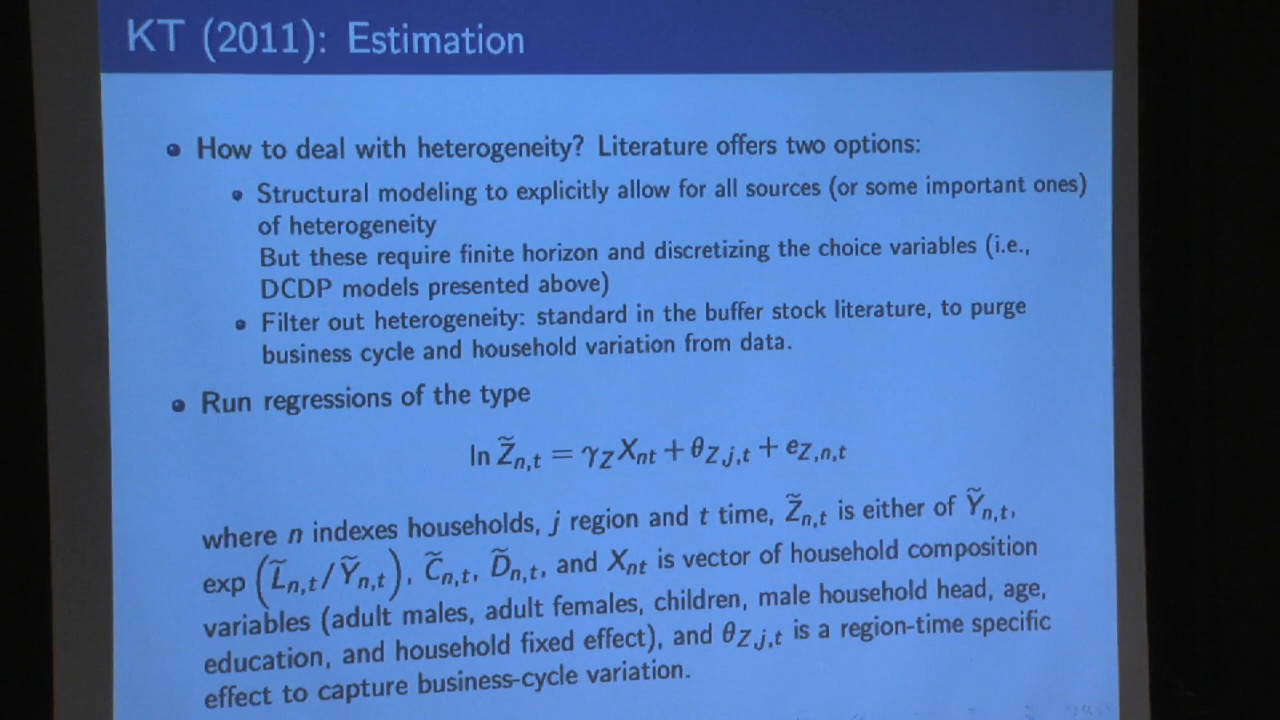 KT (2011): Estimation
• How to deal with heterogeneity? Literature offers two options:
• Structural modeling to explicitly allow for all sources (or some important ones)
of heterogeneity
But these require finite horizon and discretizing the choice variables (i.e.,
DCDP models presented above)
• Filter out heterogeneity: standard in the buffer stock literature, to purge
business cycle and household variation from data.
• Run regressions of the type
ln Z̃n,t = γZXnt + θZ,j,t + eZ,n,t
where n indexes households, j region and t time, Z̃n,t is either of Ỹn,t,
exp (L̃n,t/Ỹn,t), C̃n,t, D̃n,t, and Xnt is vector of household composition
variables (adult males, adult females, children, male household head, age,
education, and household fixed effect), and θZ,j,t is a region-time specific
effect to capture business-cycle variation.